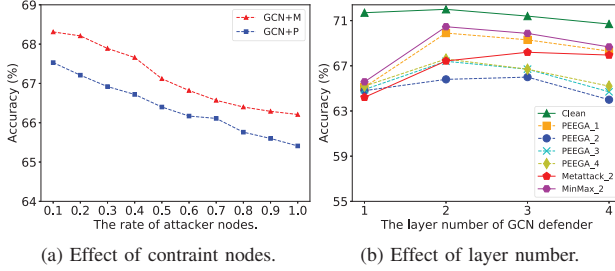 69
68
67
66
65
64
Accuracy (%)
GCN+M
GCN+P
0.1 0.2 0.3 0.4 0.5 0.6 0.7 0.8 0.9 1.0
The rate of attacker nodes.
(a) Effect of contraint nodes.
71
67
63
59
55
Accuracy (%)
Clean
PEEGA_1
PEEGA_2
PEEGA_3
PEEGA_4
Metattack_2
MinMax_2
1 2 3 4
The layer number of GCN defender
(b) Effect of layer number.